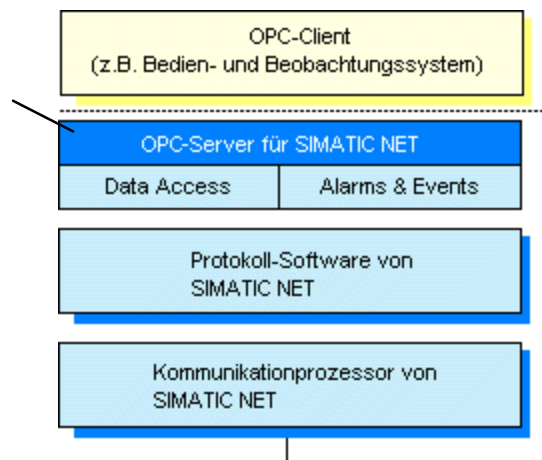 OPC-Client
(z.B. Bedien- und Beobachtungssystem)
OPC-Server für SIMATIC NET
Data Access
Alarms & Events
Protokoll-Software von
SIMATIC NET
Kommunikationprozessor von
SIMATIC NET